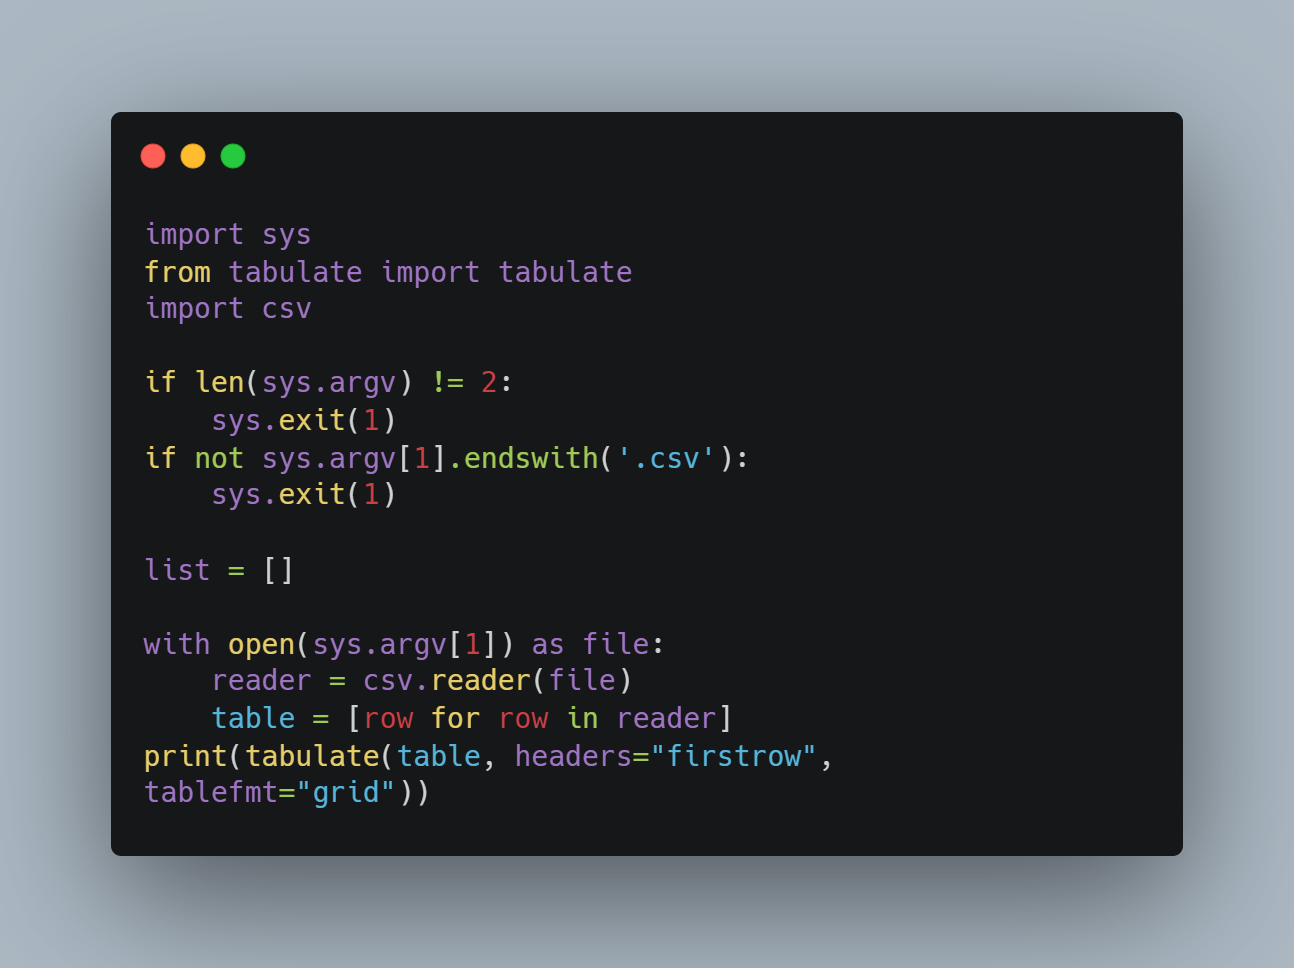 import sys
from tabulate import tabulate
import csv

if len(sys.argv) != 2:
    sys.exit(1)
if not sys.argv[1].endswith('.csv'):
    sys.exit(1)

list = []

with open(sys.argv[1]) as file:
    reader = csv.reader(file)
    table = [row for row in reader]
print(tabulate(table, headers="firstrow",
tablefmt="grid"))